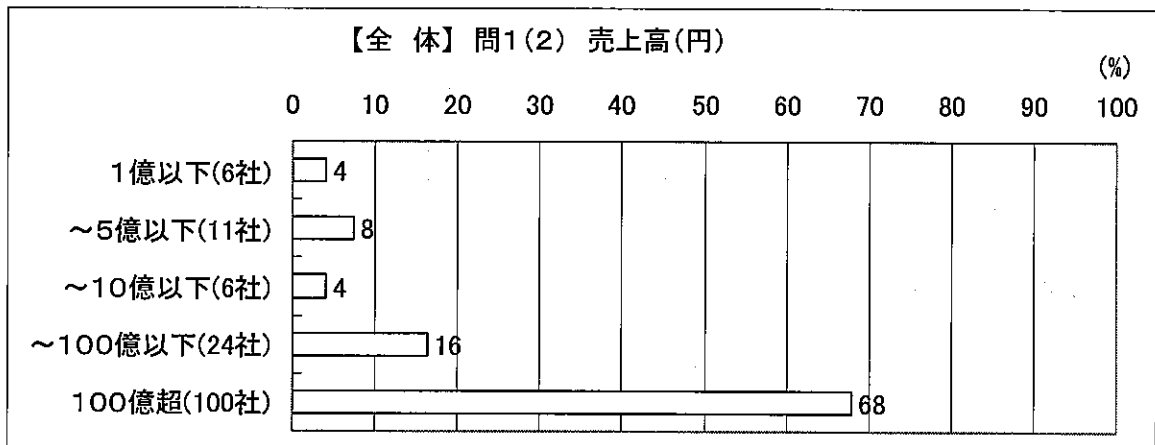 【全 体】 問1(2) 売上高(円)
(%)
0 10 20 30 40 50 60 70 80 90 100
1億以下(6社) 4
～5億以下(11社) 8
～10億以下(6社) 4
～100億以下(24社) 16
100億超(100社) 68